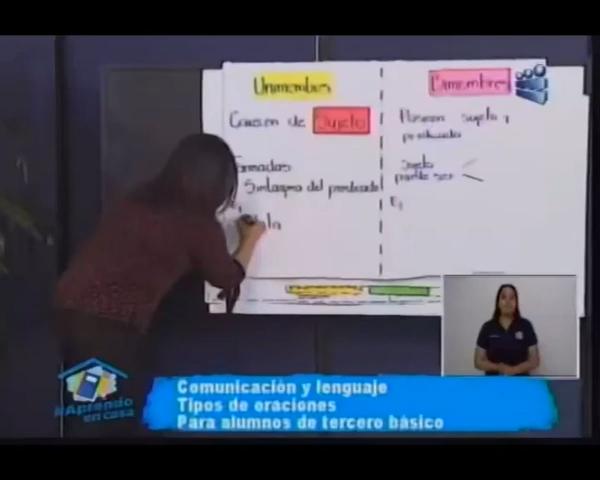 Unimembres
Carecen de Sujeto
Formadas
Sintagma del predicado
Ej
Bimembres
Poseen sujeto y
predicado
Sujeto
puede ser
Ej
#Aprendo
en casa
Comunicación y lenguaje
Tipos de oraciones
Para alumnos de tercero básico